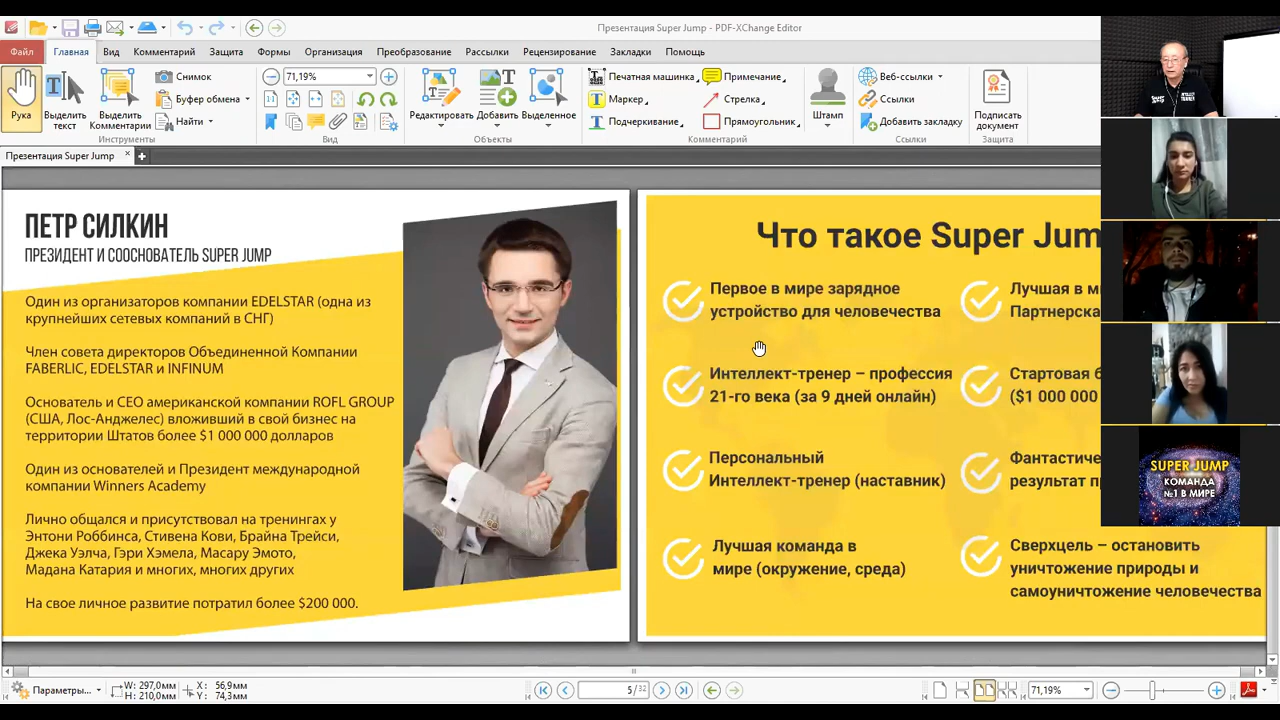 Презентация Super Jump - PDF-XChange Editor
Файл
Главная
Вид
Комментарий
Защита
Формы
Организация
Преобразование
Рассылки
Рецензирование
Закладки
Помощь
Рука
Выделить текст
Выделить Комментарии
Снимок
Буфер обмена
Найти
Инструменты
71,19%
Вид
Редактировать
Добавить
Выделенное
Объекты
Печатная машинка
Маркер
Подчеркивание
Примечание
Стрелка
Прямоугольник
Комментарий
Штамп
Веб-ссылки
Ссылки
Добавить закладку
Ссылки
Подписать документ
Защита
Презентация Super Jump
ПЕТР СИЛКИН
ПРЕЗИДЕНТ И СООСНОВАТЕЛЬ SUPER JUMP
Один из организаторов компании EDELSTAR (одна из
крупнейших сетевых компаний в СНГ)
Член совета директоров Объединенной Компании
FABERLIC, EDELSTAR и INFINUM
Основатель и CEO американской компании ROFL GROUP
(США, Лос-Анджелес) вложивший в свой бизнес на
территории Штатов более $1 000 000 долларов
Один из основателей и Президент международной
компании Winners Academy
Лично общался и присутствовал на тренингах у
Энтони Роббинса, Стивена Кови, Брайна Трейси,
Джека Уэлча, Гэри Хэмела, Масару Эмото,
Мадана Катария и многих, многих других
На свое личное развитие потратил более $200 000.
Что такое Super Jum
Первое в мире зарядное
устройство для человечества
Интеллект-тренер – профессия
21-го века (за 9 дней онлайн)
Персональный
Интеллект-тренер (наставник)
Лучшая команда в
мире (окружение, среда)
Лучшая в м
Партнерска
Стартовая б
($1 000 000
Фантастиче
результат п
Сверхцель – остановить
уничтожение природы и
самоуничтожение человечества
SUPER JUMP
КОМАНДА
№1 В МИРЕ
Параметры...
W: 297,0мм
H: 210,0мм
X: 56,9мм
Y: 74,3мм
5 / 32
71,19%